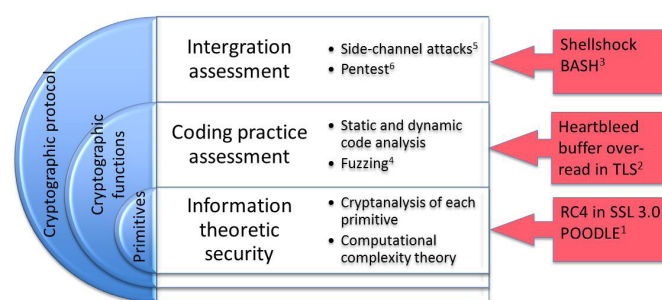 Cryptographic protocol
Cryptographic
functions
Primitives
Intergration
assessment
• Side-channel attacks⁵
• Pentest⁶
Shellshock
BASH³
Coding practice
assessment
• Static and dynamic
code analysis
• Fuzzing⁴
Heartbleed
buffer over-
read in TLS²
Information
theoretic
security
• Cryptanalysis of each
primitive
• Computational
complexity theory
RC4 in SSL 3.0
POODLE¹